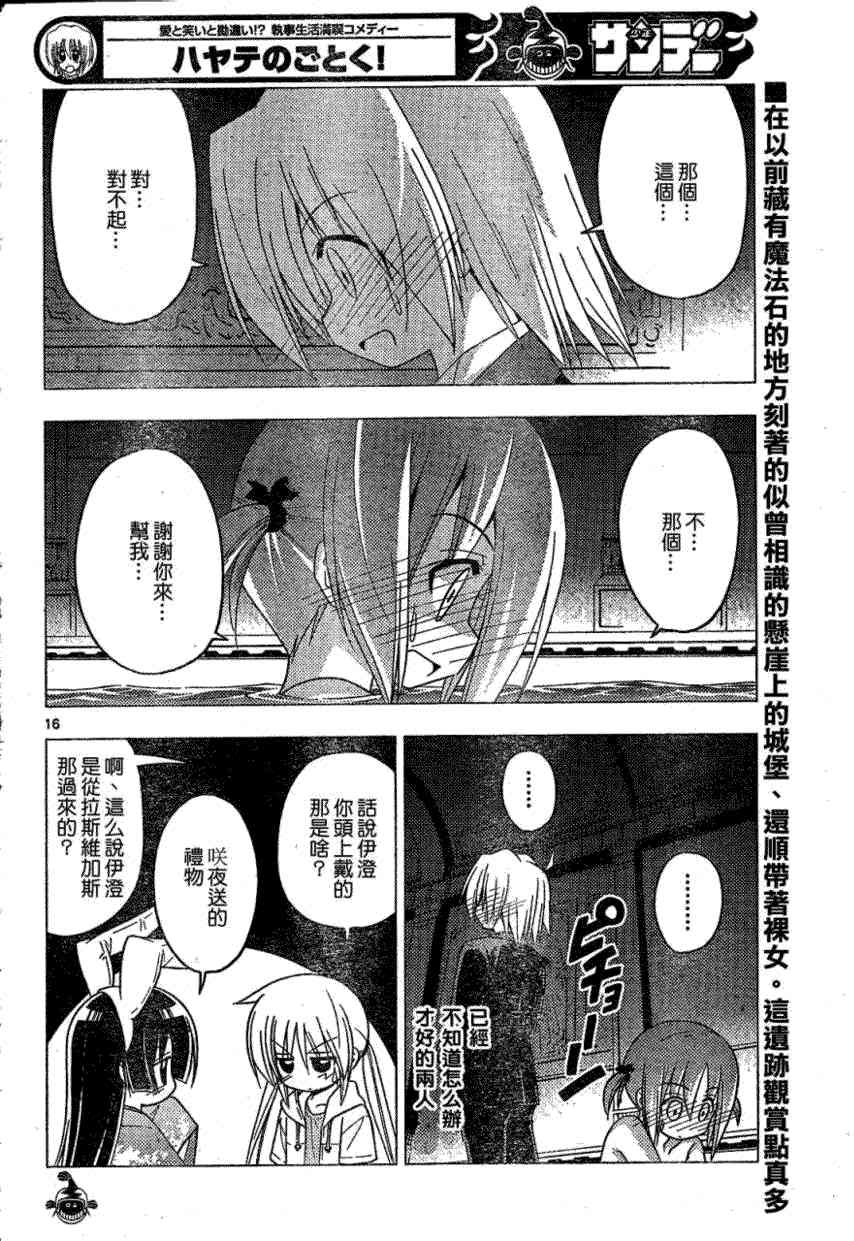 愛と笑いと勘違い!? 執事生活満喫コメディー
ハヤテのごとく!
サンデー
■在以前藏有魔法石的地方刻著的似曾相識的懸崖上的城堡、還順帶著裸女。這遺跡觀賞點真多
那個…
這個…
對…
對不起…
不…
那個…
謝謝你來…
幫我…
16
………
……
ピチョーーん
已經
不知道怎么辦
才好的兩人
話說伊澄
你頭上戴的
那是啥？
咲夜送的
禮物
啊、這么說伊澄
是從拉斯維加斯
那過來的？